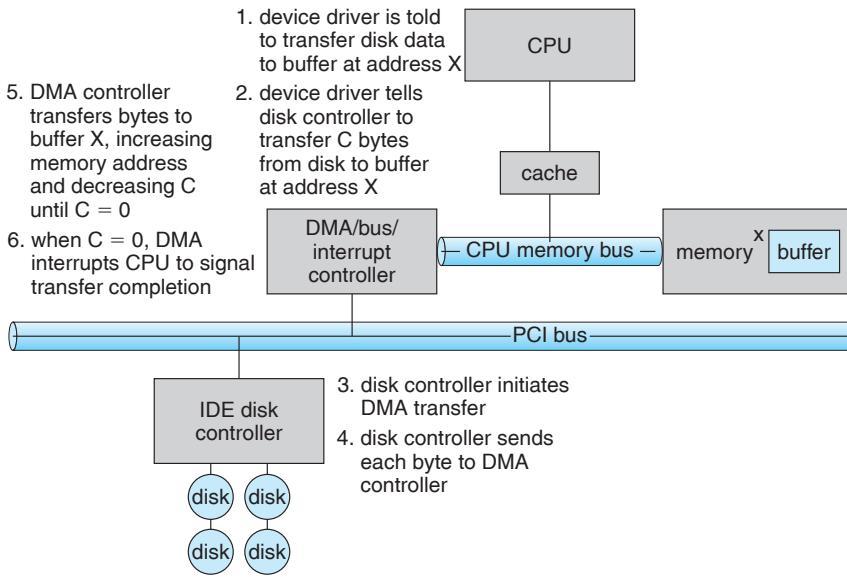 1. device driver is told
to transfer disk data
to buffer at address X
2. device driver tells
disk controller to
transfer C bytes
from disk to buffer
at address X
5. DMA controller
transfers bytes to
buffer X, increasing
memory address
and decreasing C
until C = 0
6. when C = 0, DMA
interrupts CPU to signal
transfer completion
CPU
cache
DMA/bus/
interrupt
controller
CPU memory bus
memory
x
buffer
PCI bus
IDE disk
controller
3. disk controller initiates
DMA transfer
4. disk controller sends
each byte to DMA
controller
disk
disk
disk
disk